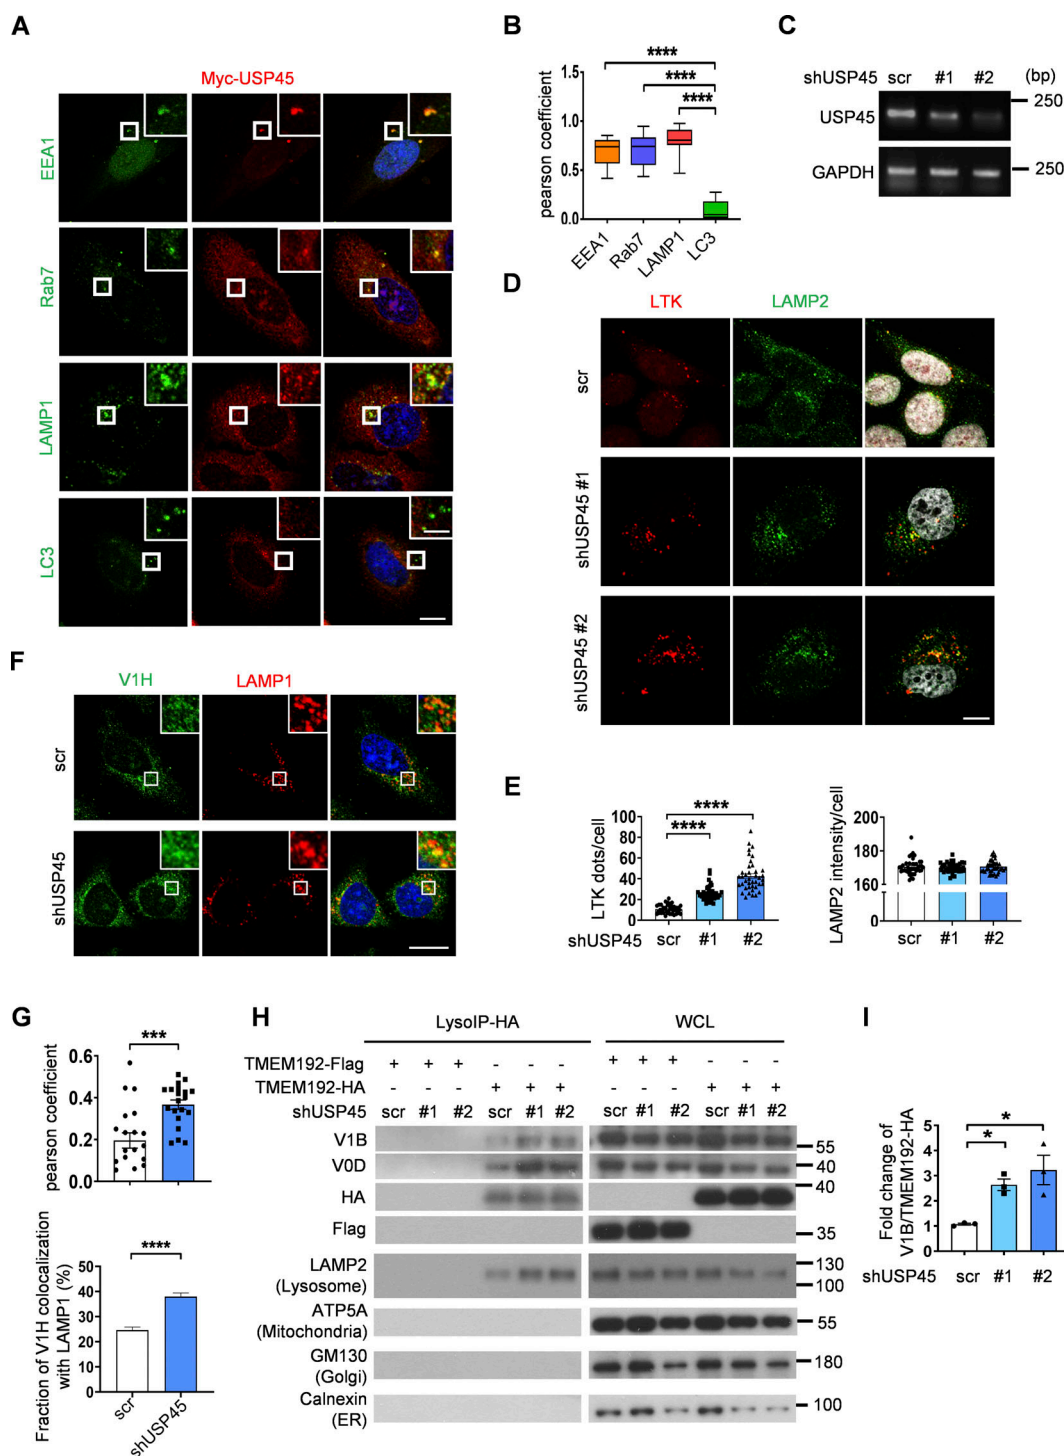 A
Myc-USP45
EEA1
Rab7
LAMP1
LC3
B
****
****
****
pearson coefficient
1.5
1.0
0.5
0.0
EEA1
Rab7
LAMP1
LC3
C
shUSP45 scr #1 #2 (bp)
USP45
250
GAPDH
250
D
LTK LAMP2
scr
shUSP45 #1
shUSP45 #2
E
LTK dots/cell
100
80
60
40
20
0
****
****
shUSP45 scr #1 #2
LAMP2 intensity/cell
200
180
160
0
scr #1 #2
F
V1H LAMP1
scr
shUSP45
G
***
pearson coefficient
0.6
0.4
0.2
0.0
****
Fraction of V1H colocalization
with LAMP1 (%)
50
40
30
20
10
0
scr
shUSP45
H
LysoIP-HA WCL
TMEM192-Flag + + + - - - + + + - - -
TMEM192-HA - - - + + + - - - + + +
shUSP45 scr #1 #2 scr #1 #2 scr #1 #2 scr #1 #2
V1B 55
V0D 40
HA 40
Flag 35
LAMP2 130
(Lysosome) 100
ATP5A
(Mitochondria) 55
GM130
(Golgi) 180
Calnexin
(ER) 100
I
Fold change of
V1B/TMEM192-HA
5
4
3
2
1
0
*
*
shUSP45 scr #1 #2